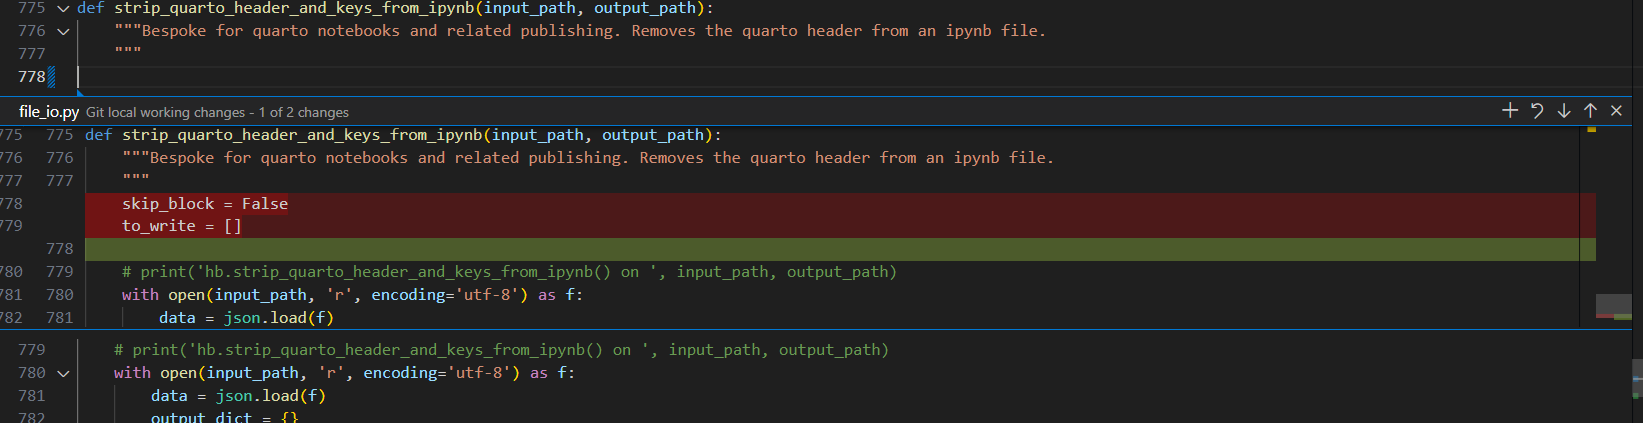 775 def strip_quarto_header_and_keys_from_ipynb(input_path, output_path):
776 """Bespoke for quarto notebooks and related publishing. Removes the quarto header from an ipynb file.
777 """
778
file_io.py Git local working changes - 1 of 2 changes
775 775 def strip_quarto_header_and_keys_from_ipynb(input_path, output_path):
776 776 """Bespoke for quarto notebooks and related publishing. Removes the quarto header from an ipynb file.
777 777 """
778 skip_block = False
779 to_write = []
778
780 779 # print('hb.strip_quarto_header_and_keys_from_ipynb() on ', input_path, output_path)
781 780 with open(input_path, 'r', encoding='utf-8') as f:
782 781 data = json.load(f)
779 # print('hb.strip_quarto_header_and_keys_from_ipynb() on ', input_path, output_path)
780 with open(input_path, 'r', encoding='utf-8') as f:
781 data = json.load(f)
782 output_dict = {}